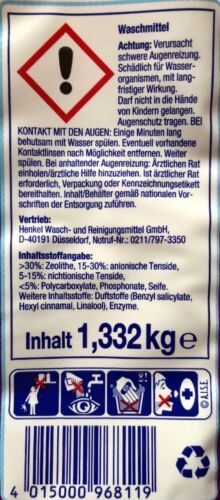 Waschmittel
Achtung: Verursacht
schwere Augenreizung.
Schädlich für Wasser-
organismen, mit lang-
fristiger Wirkung.
Darf nicht in die Hände
von Kindern gelangen.
Augenschutz tragen. BEI
KONTAKT MIT DEN AUGEN: Einige Minuten lang
behutsam mit Wasser spülen. Eventuell vorhandene
Kontaktlinsen nach Möglichkeit entfernen. Weiter
spülen. Bei anhaltender Augenreizung: Ärztlichen Rat
einholen/ärztliche Hilfe hinzuziehen. Ist ärztlicher Rat
erforderlich, Verpackung oder Kennzeichnungsetikett
bereithalten. Inhalt/Behälter gemäß nationalen Vor-
schriften der Entsorgung zuführen.
Vertrieb:
Henkel Wasch- und Reinigungsmittel GmbH,
D-40191 Düsseldorf, Notruf-Nr.: 0211/797-3350
Inhaltsstoffangabe:
>30%: Zeolithe, 15-30%: anionische Tenside,
5-15%: nichtionische Tenside,
<5%: Polycarboxylate, Phosphonate, Seife.
Weitere Inhaltsstoffe: Duftstoffe (Benzyl salicylate,
Hexyl cinnamal, Linalool), Enzyme.
Inhalt 1,332 kg e
© A.I.S.E.
4 015000 968119